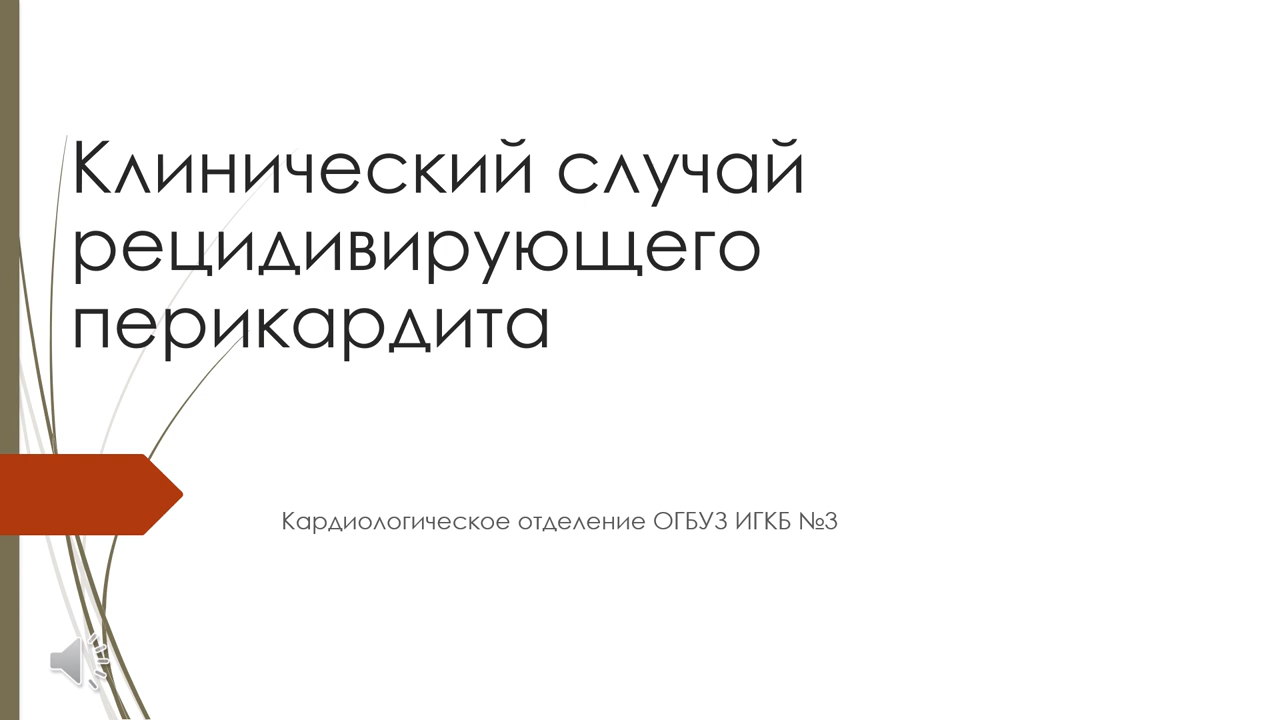 Клинический случай
рецидивирующего
перикардита
Кардиологическое отделение ОГБУЗ ИГКБ №3